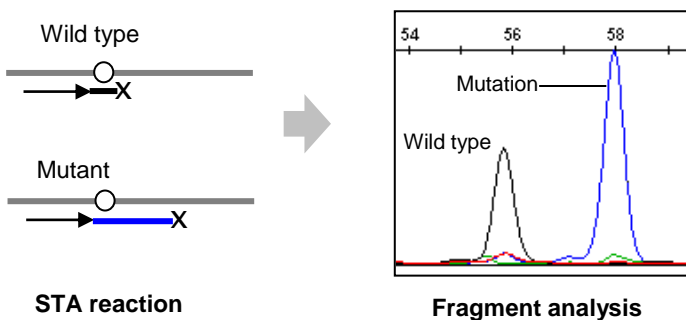 Wild type
X
Mutant
X
STA reaction
54 56 58
Mutation
Wild type
Fragment analysis